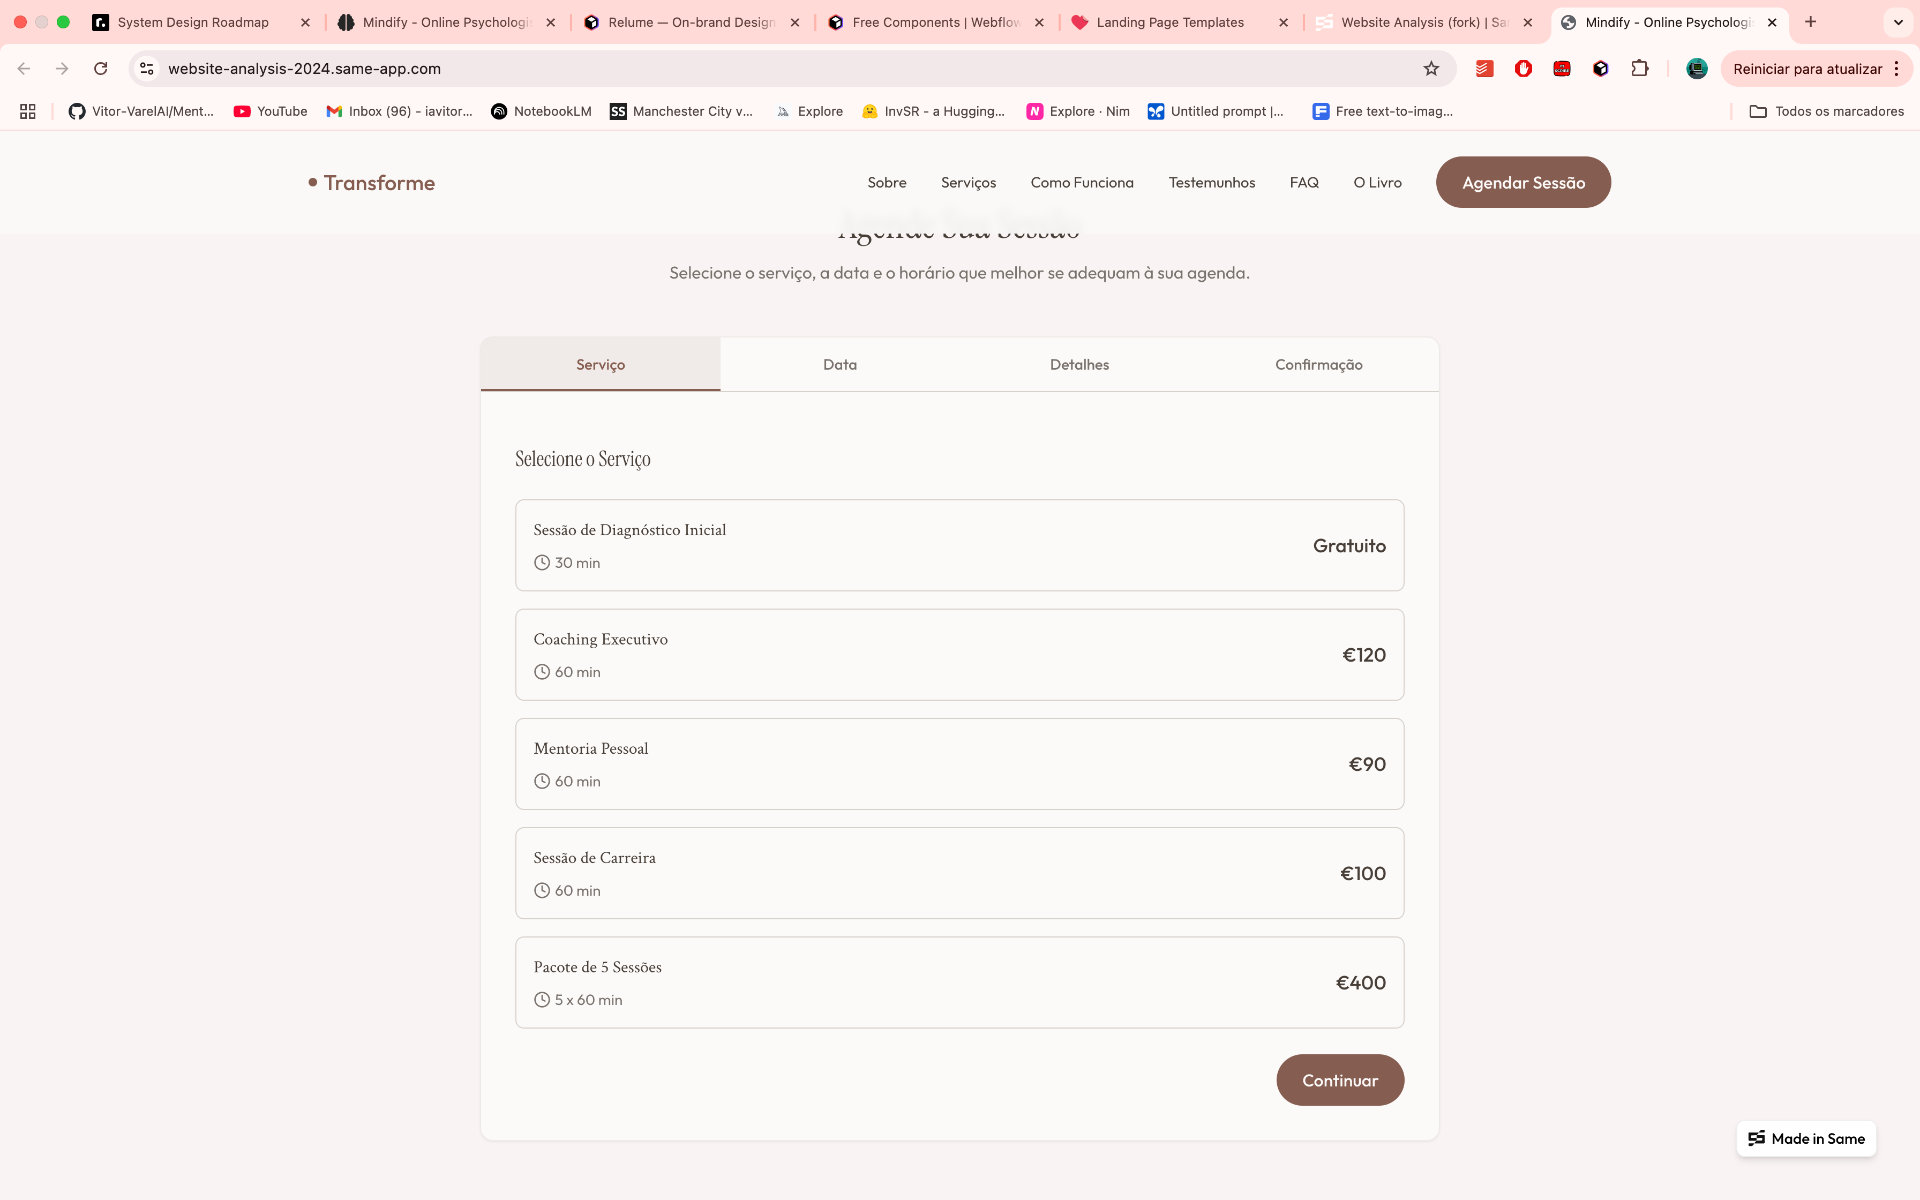 System Design Roadmap
Mindify - Online Psychologis
Relume — On-brand Design
Free Components | Webflow
Landing Page Templates
Website Analysis (fork) | Sa
Mindify - Online Psychologi
website-analysis-2024.same-app.com
Reiniciar para atualizar
Vitor-VarelAI/Ment...
YouTube
Inbox (96) - iavitor...
NotebookLM
SS Manchester City v...
Explore
InvSR - a Hugging...
Explore · Nim
Untitled prompt |...
Free text-to-imag...
Todos os marcadores
Transforme
Sobre
Serviços
Como Funciona
Testemunhos
FAQ
O Livro
Agendar Sessão
Agende Sua Sessão
Selecione o serviço, a data e o horário que melhor se adequam à sua agenda.
Serviço
Data
Detalhes
Confirmação
Selecione o Serviço
Sessão de Diagnóstico Inicial
30 min
Gratuito
Coaching Executivo
60 min
€120
Mentoria Pessoal
60 min
€90
Sessão de Carreira
60 min
€100
Pacote de 5 Sessões
5 x 60 min
€400
Continuar
Made in Same